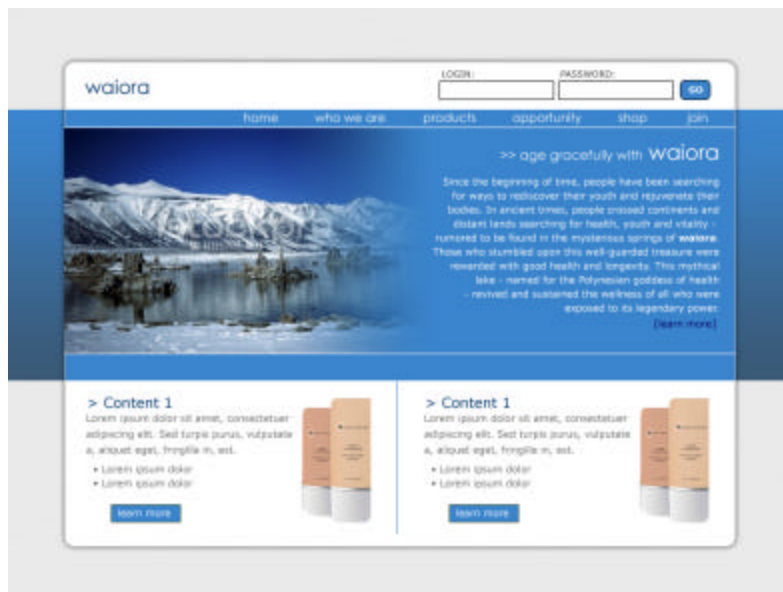 waiora
LOGIN: PASSWORD:
GO
home who we are products opportunity shop join
>> age gracefully with waiora
Since the beginning of time, people have been searching
for ways to rediscover their youth and rejuvenate their
bodies. In ancient times, people crossed continents and
distant lands searching for health, youth and vitality -
rumored to be found in the mysterious springs of waiora.
Those who stumbled upon this well-guarded treasure were
rewarded with good health and longevity. This mythical
lake - named for the Polynesian goddess of health
- revived and sustained the wellness of all who were
exposed to its legendary power.
[learn more]
> Content 1
Lorem ipsum dolor sit amet, consectetuer
adipiscing elit. Sed turpis purus, vulputate
a, aliquet eget, fringilla in, est.
• Lorem ipsum dolor
• Lorem ipsum dolor
learn more
> Content 1
Lorem ipsum dolor sit amet, consectetuer
adipiscing elit. Sed turpis purus, vulputate
a, aliquet eget, fringilla in, est.
• Lorem ipsum dolor
• Lorem ipsum dolor
learn more